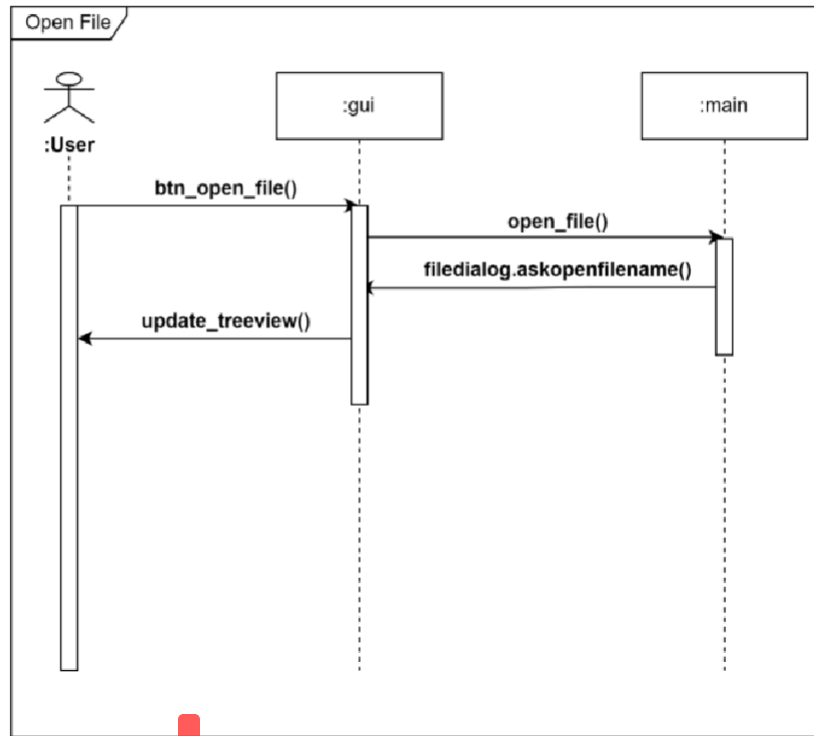 Open File
:gui
:main
:User
btn_open_file()
open_file()
filedialog.askopenfilename()
update_treeview()